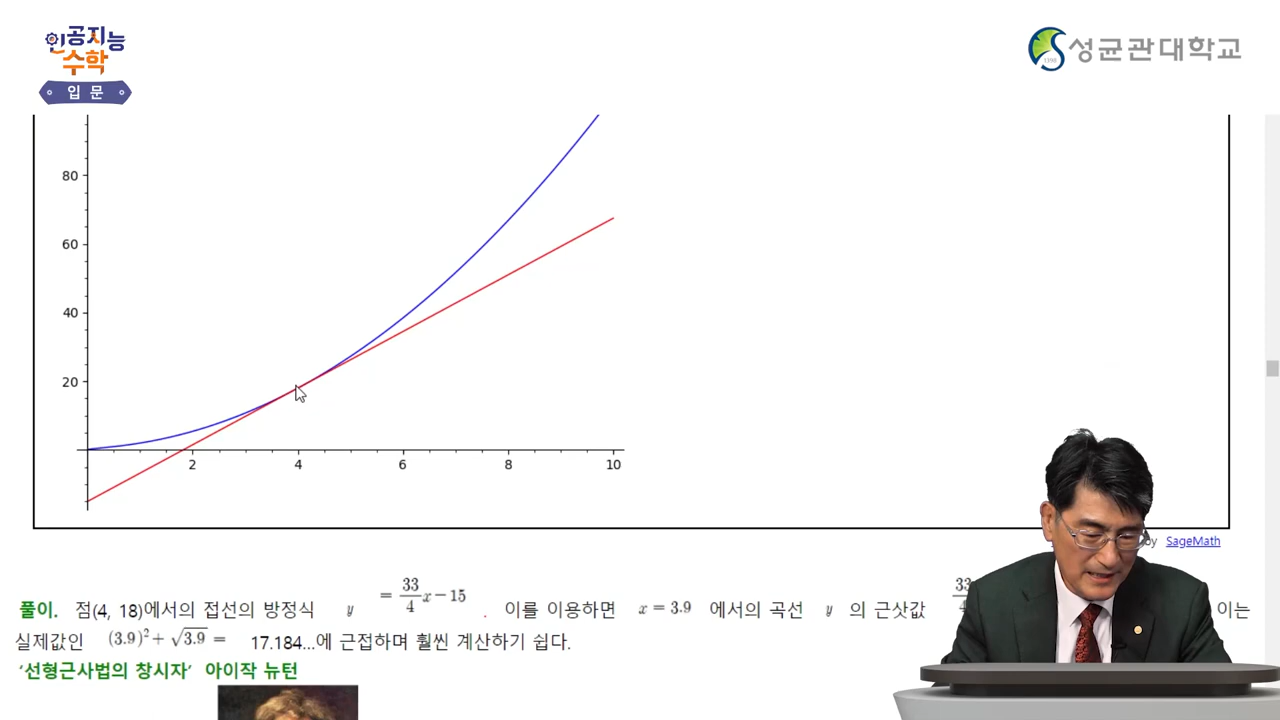 인공지능
수학
입문
1398
성균관대학교
80
60
40
20
2 4 6 8 10
by SageMath
풀이. 점(4, 18)에서의 접선의 방정식 y = 33/4 x − 15 . 이를 이용하면 x = 3.9 에서의 곡선 y 의 근삿값 33/4 이는
실제값인 (3.9)² + √3.9 = 17.184...에 근접하며 훨씬 계산하기 쉽다.
'선형근사법의 창시자' 아이작 뉴턴